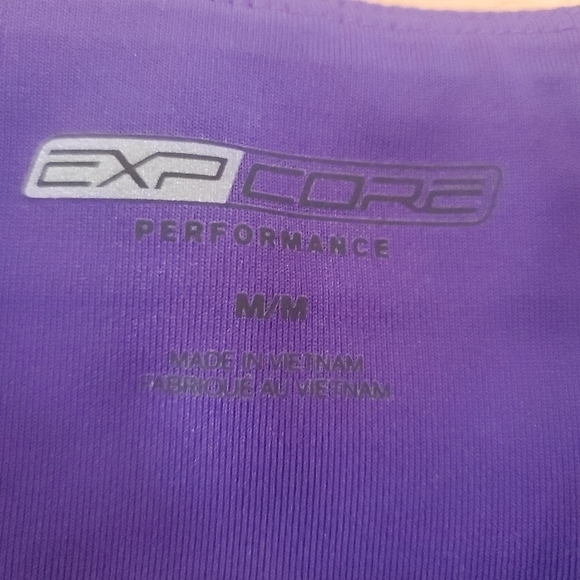 EXP CORE
PERFORMANCE
M/M
MADE IN VIETNAM
FABRIQUÉ AU VIETNAM